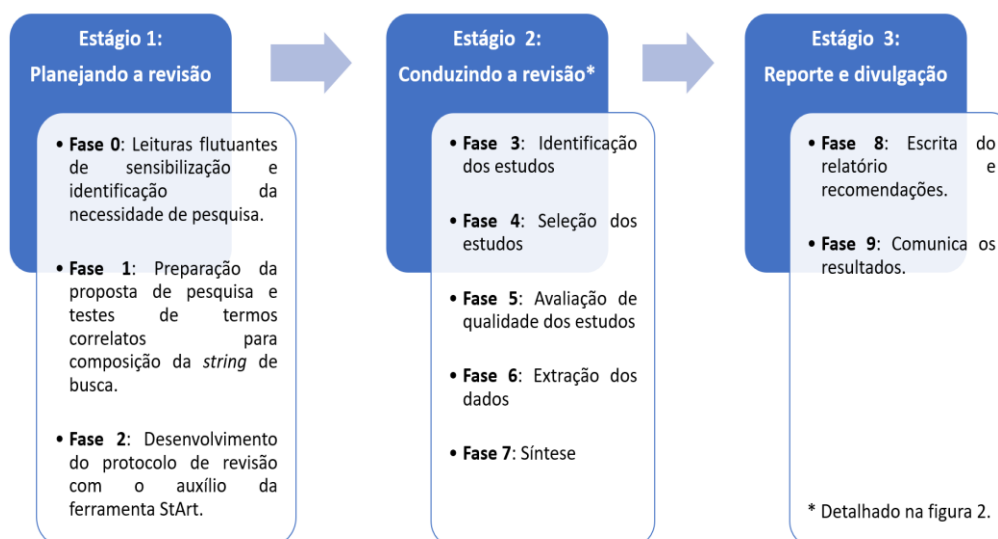 Estágio 1:
Planejando a revisão
• Fase 0: Leituras flutuantes
de sensibilização e
identificação da
necessidade de pesquisa.
• Fase 1: Preparação da
proposta de pesquisa e
testes de termos
correlatos para
composição da string de
busca.
• Fase 2: Desenvolvimento
do protocolo de revisão
com o auxílio da
ferramenta StArt.
Estágio 2:
Conduzindo a revisão*
• Fase 3: Identificação
dos estudos
• Fase 4: Seleção dos
estudos
• Fase 5: Avaliação de
qualidade dos estudos
• Fase 6: Extração dos
dados
• Fase 7: Síntese
Estágio 3:
Reporte e divulgação
• Fase 8: Escrita do
relatório e
recomendações.
• Fase 9: Comunica os
resultados.
* Detalhado na figura 2.